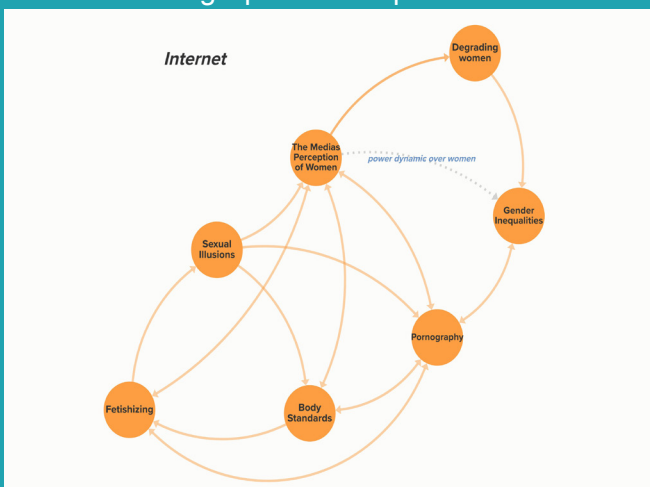 Internet
Degrading
women
The Medias
Perception
of Women
power dynamic over women
Gender
Inequalities
Sexual
Illusions
Pornography
Fetishizing
Body
Standards